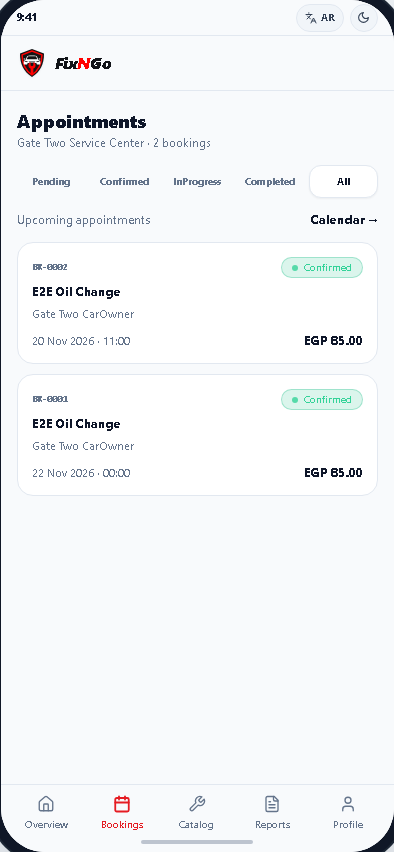 9:41
AR
FixNGo
Appointments
Gate Two Service Center · 2 bookings
Pending Confirmed InProgress Completed All
Upcoming appointments Calendar →
BK-0002 Confirmed
E2E Oil Change
Gate Two CarOwner
20 Nov 2026 · 11:00 EGP 85.00
BK-0001 Confirmed
E2E Oil Change
Gate Two CarOwner
22 Nov 2026 · 00:00 EGP 85.00
Overview Bookings Catalog Reports Profile